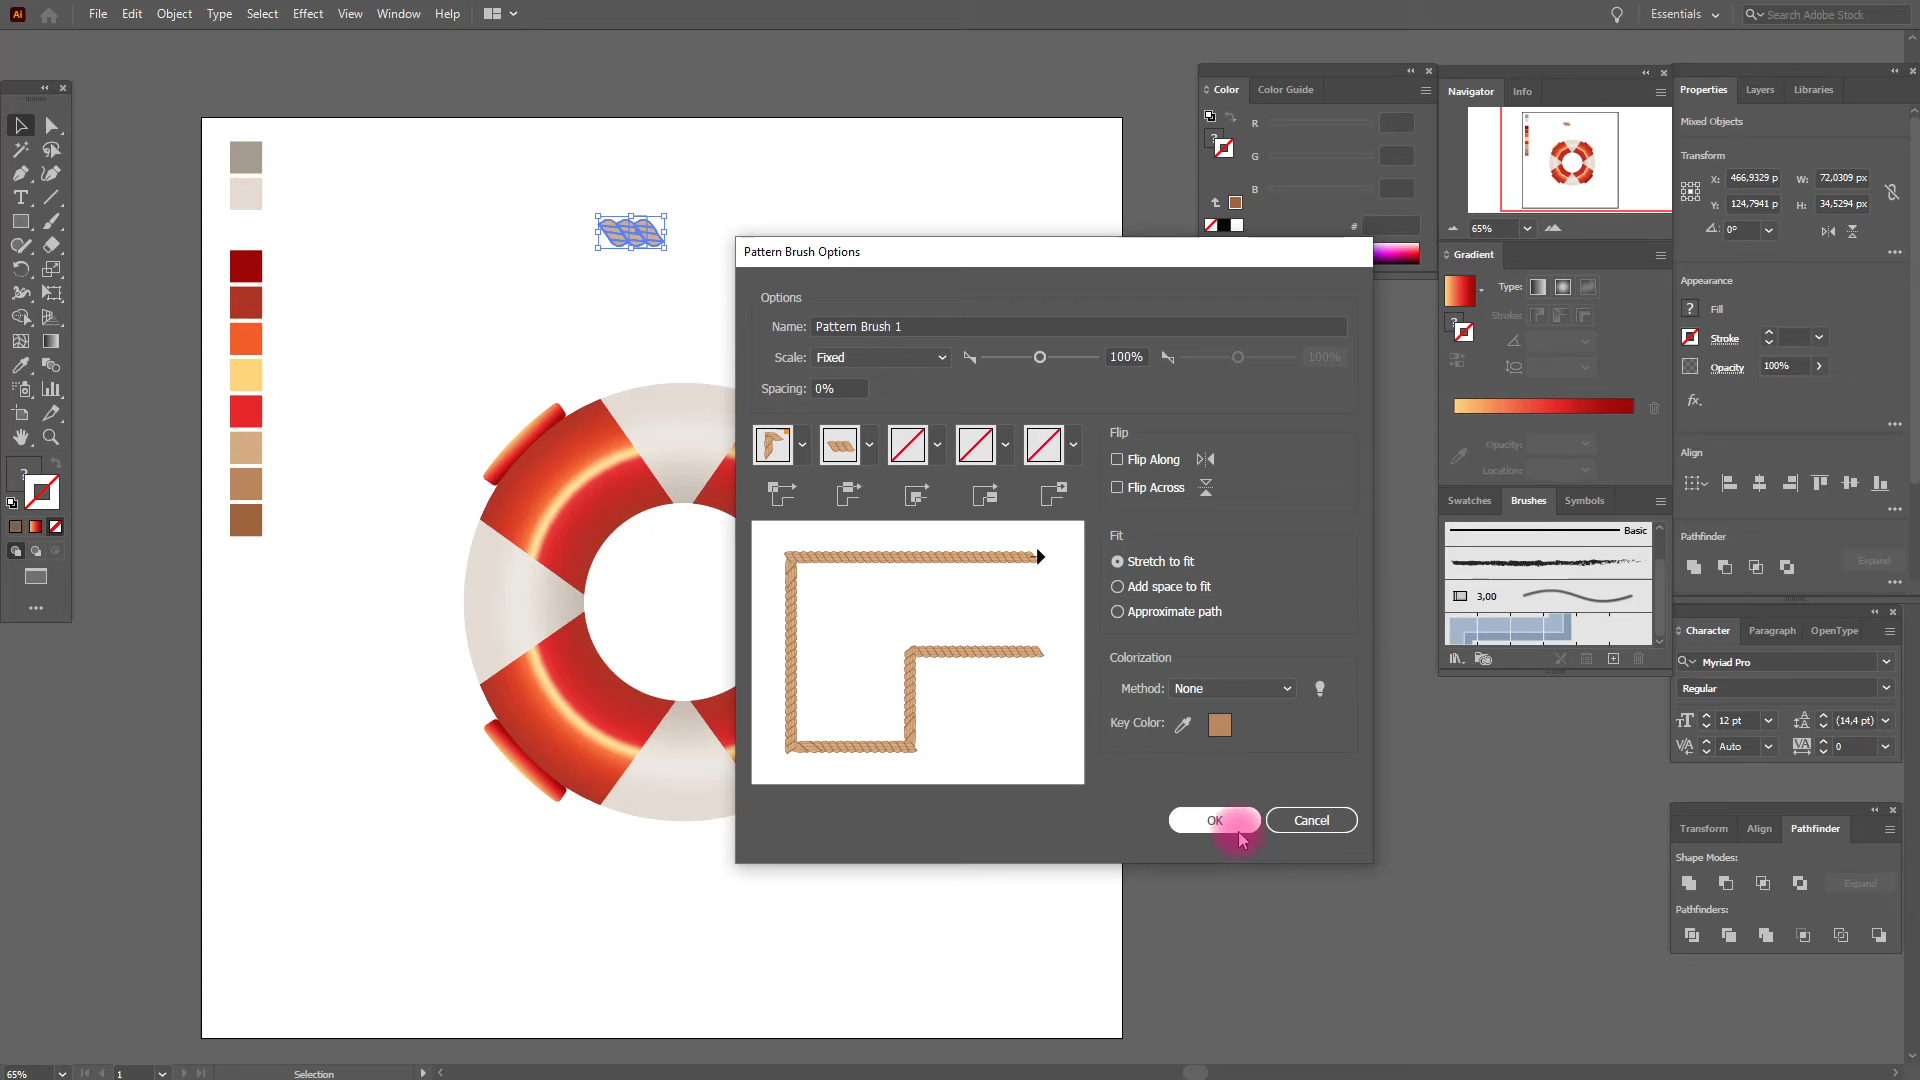 Ai File Edit Object Type Select Effect View Window Help Essentials Search Adobe Stock
Color Color Guide
R
G
B
#
Navigator Info
65%
Gradient
Type:
Stroke:
Opacity:
Location:
Swatches Brushes Symbols
Basic
3,00
Properties Layers Libraries
Mixed Objects
Transform
X: 466,9329 p W: 72,0309 px
Y: 124,7941 p H: 34,5294 px
0°
Appearance
? Fill
Stroke
Opacity 100%
fx.
Align
Pathfinder
Expand
Character Paragraph OpenType
Myriad Pro
Regular
12 pt (14,4 pt)
Auto 0
Transform Align Pathfinder
Shape Modes:
Expand
Pathfinders:
Pattern Brush Options
Options
Name: Pattern Brush 1
Scale: Fixed 100% 100%
Spacing: 0%
Flip
Flip Along
Flip Across
Fit
Stretch to fit
Add space to fit
Approximate path
Colorization
Method: None
Key Color:
OK Cancel
65% 1 Selection